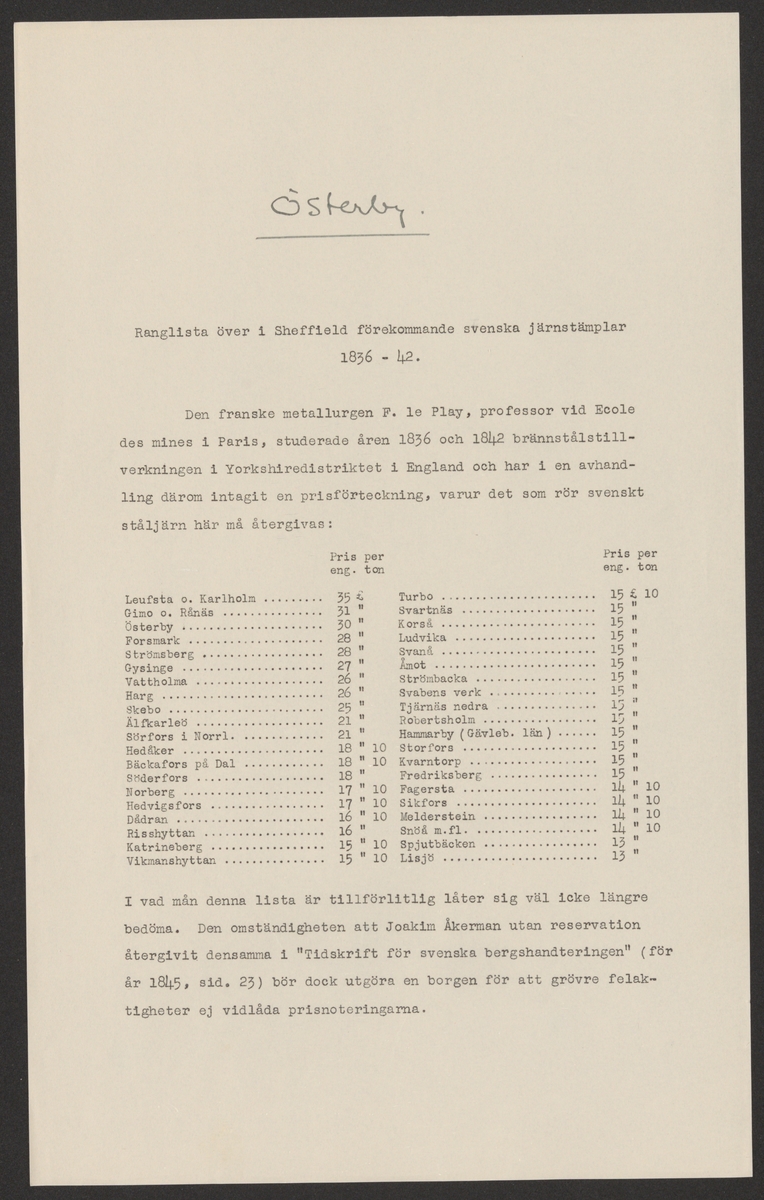 Österby.
Ranglista över i Sheffield förekommande svenska järnstämplar
1836 - 42.
Den franske metallurgen F. le Play, professor vid Ecole
des mines i Paris, studerade åren 1836 och 1842 brännstålstill-
verkningen i Yorkshiredistriktet i England och har i en avhand-
ling därom intagit en prisförteckning, varur det som rör svenskt
ståljärn här må återgivas:
Pris per
eng. ton
Leufsta o. Karlholm ......... 35 £
Gimo o. Rånäs ............... 31 "
Österby ..................... 30 "
Forsmark .................... 28 "
Strömsberg .................. 28 "
Gysinge ..................... 27 "
Vattholma ................... 26 "
Harg ........................ 26 "
Skebo ....................... 25 "
Älfkarleö ................... 21 "
Sörfors i Norrl. ............ 21 "
Hedåker ..................... 18 " 10
Bäckafors på Dal ............ 18 " 10
Söderfors ................... 18 "
Norberg ..................... 17 " 10
Hedvigsfors ................. 17 " 10
Dådran ...................... 16 " 10
Risshyttan .................. 16 "
Katrineberg ................. 15 " 10
Vikmanshyttan ............... 15 " 10
Pris per
eng. ton
Turbo ....................... 15 £ 10
Svartnäs .................... 15 "
Korså ....................... 15 "
Ludvika ..................... 15 "
Svanå ....................... 15 "
Åmot ........................ 15 "
Strömbacka .................. 15 "
Svabens verk ................ 15 "
Tjärnäs nedra ............... 15 "
Robertsholm ................. 15 "
Hammarby (Gävleb. län) ...... 15 "
Storfors .................... 15 "
Kvarntorp ................... 15 "
Fredriksberg ................ 15 "
Fagersta .................... 14 " 10
Sikfors ..................... 14 " 10
Melderstein ................. 14 " 10
Snöå m.fl. .................. 14 " 10
Spjutbäcken ................. 13 "
Lisjö ....................... 13 "
I vad mån denna lista är tillförlitlig låter sig väl icke längre
bedöma. Den omständigheten att Joakim Åkerman utan reservation
återgivit densamma i "Tidskrift för svenska bergshandteringen" (för
år 1845, sid. 23) bör dock utgöra en borgen för att grövre felak-
tigheter ej vidlåda prisnoteringarna.